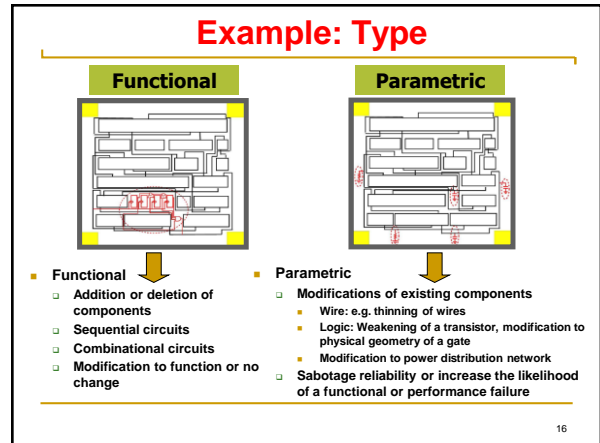 Example: Type
Functional
Parametric
Functional
Addition or deletion of
components
Sequential circuits
Combinational circuits
Modification to function or no
change
Parametric
Modifications of existing components
Wire: e.g. thinning of wires
Logic: Weakening of a transistor, modification to
physical geometry of a gate
Modification to power distribution network
Sabotage reliability or increase the likelihood
of a functional or performance failure
16